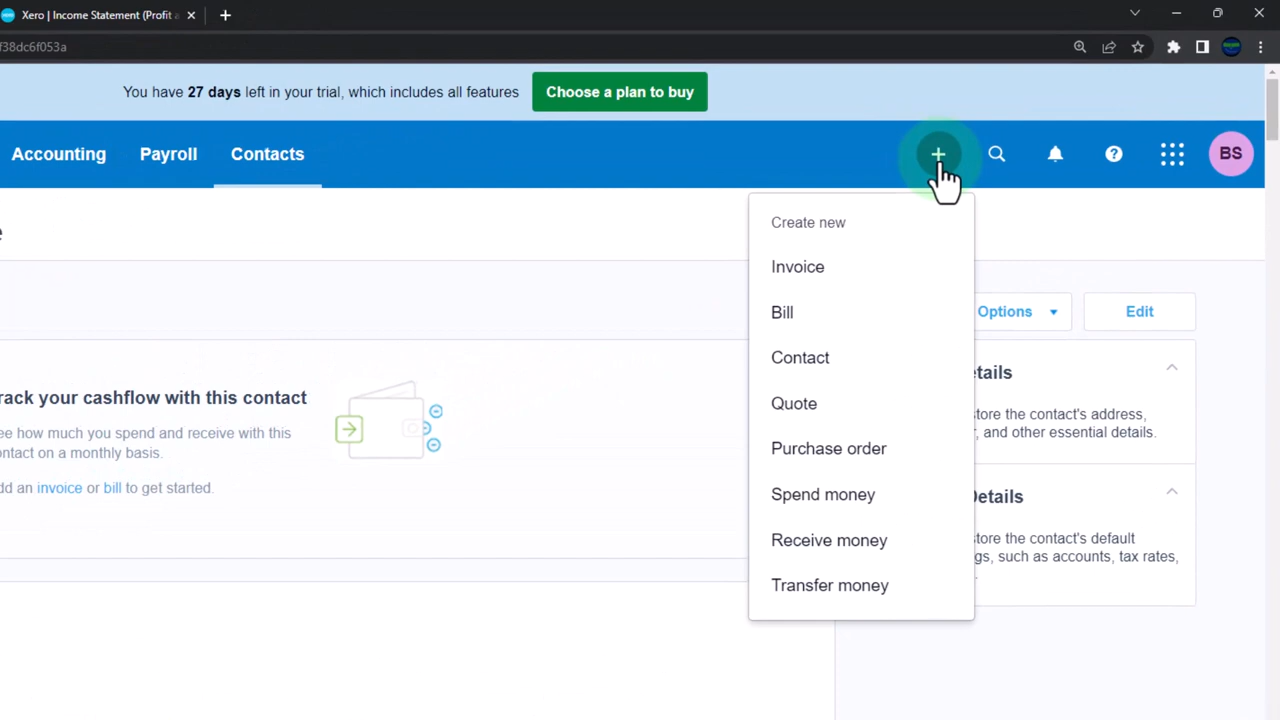 Xero | Income Statement (Profit a
f38dc6f053a
You have 27 days left in your trial, which includes all features
Choose a plan to buy
Accounting
Payroll
Contacts
BS
e
Create new
Invoice
Bill
Contact
Quote
Purchase order
Spend money
Receive money
Transfer money
Options
Edit
rack your cashflow with this contact
ee how much you spend and receive with this
ontact on a monthly basis.
dd an invoice or bill to get started.
etails
store the contact's address,
r, and other essential details.
Details
store the contact's default
gs, such as accounts, tax rates,